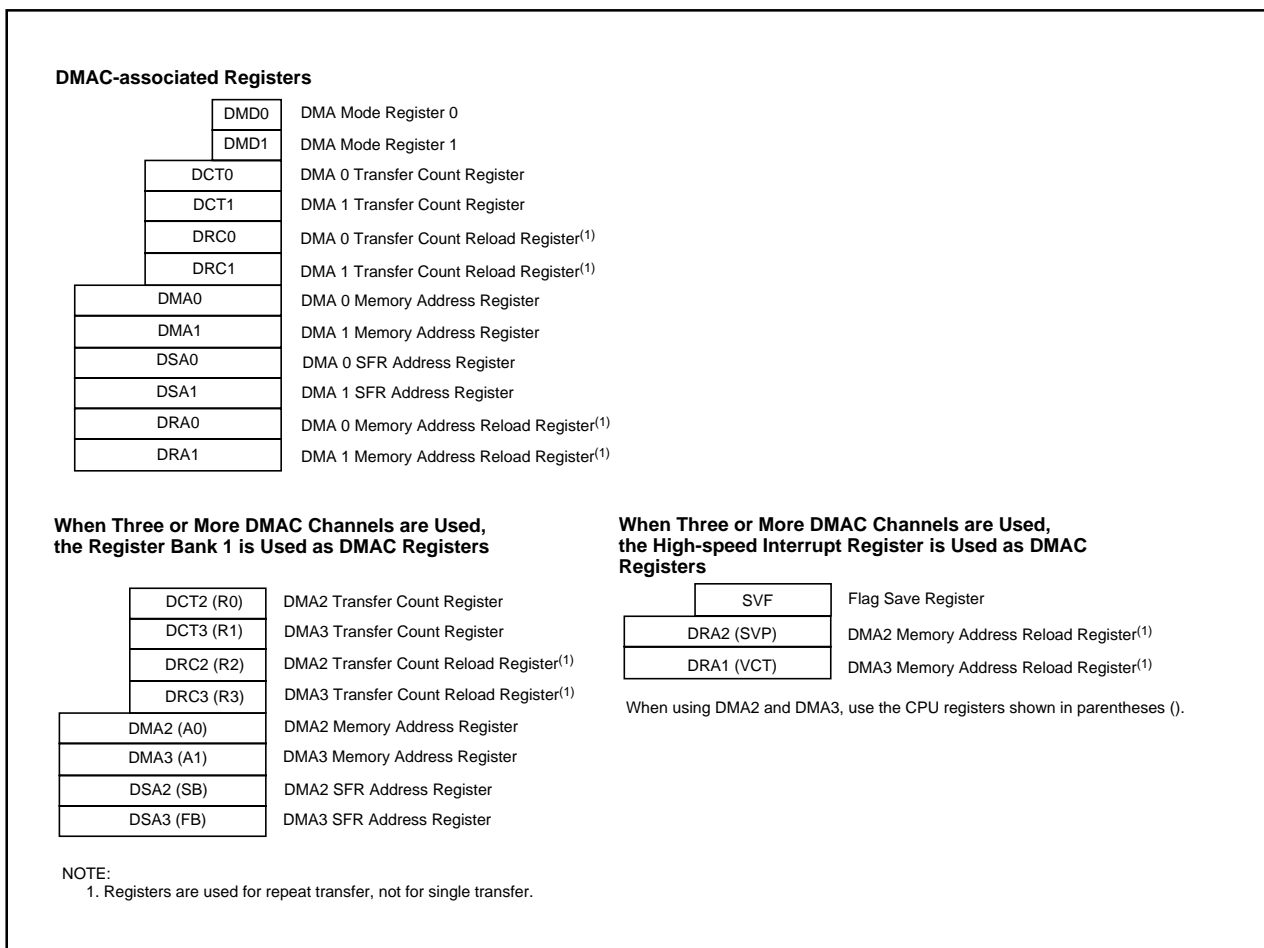 DMAC-associated Registers
DMD0 DMA Mode Register 0
DMD1 DMA Mode Register 1
DCT0 DMA 0 Transfer Count Register
DCT1 DMA 1 Transfer Count Register
DRC0 DMA 0 Transfer Count Reload Register(1)
DRC1 DMA 1 Transfer Count Reload Register(1)
DMA0 DMA 0 Memory Address Register
DMA1 DMA 1 Memory Address Register
DSA0 DMA 0 SFR Address Register
DSA1 DMA 1 SFR Address Register
DRA0 DMA 0 Memory Address Reload Register(1)
DRA1 DMA 1 Memory Address Reload Register(1)
When Three or More DMAC Channels are Used,
the Register Bank 1 is Used as DMAC Registers
DCT2 (R0) DMA2 Transfer Count Register
DCT3 (R1) DMA3 Transfer Count Register
DRC2 (R2) DMA2 Transfer Count Reload Register(1)
DRC3 (R3) DMA3 Transfer Count Reload Register(1)
DMA2 (A0) DMA2 Memory Address Register
DMA3 (A1) DMA3 Memory Address Register
DSA2 (SB) DMA2 SFR Address Register
DSA3 (FB) DMA3 SFR Address Register
When Three or More DMAC Channels are Used,
the High-speed Interrupt Register is Used as DMAC
Registers
SVF Flag Save Register
DRA2 (SVP) DMA2 Memory Address Reload Register(1)
DRA1 (VCT) DMA3 Memory Address Reload Register(1)
When using DMA2 and DMA3, use the CPU registers shown in parentheses ().
NOTE:
1. Registers are used for repeat transfer, not for single transfer.